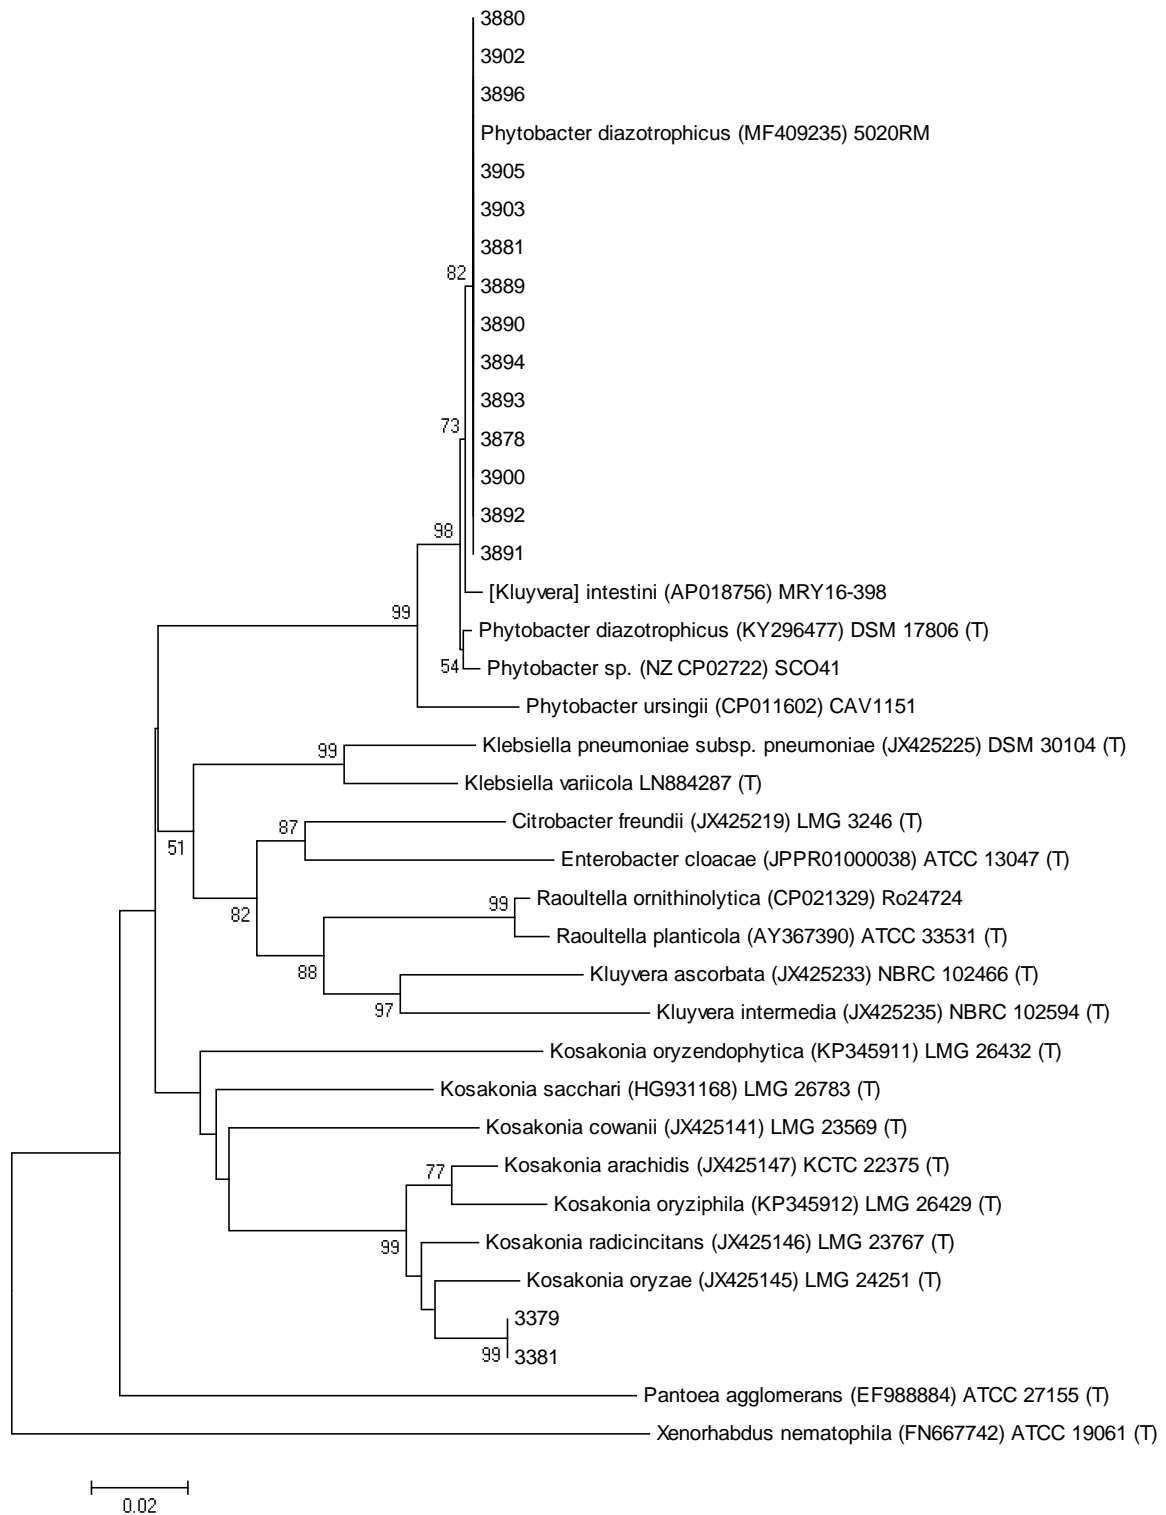 3880
3902
3896
Phytobacter diazotrophicus (MF409235) 5020RM
3905
3903
3881
82
3889
3890
3894
3893
73
3878
3900
3892
98
3891
[Kluyvera] intestini (AP018756) MRY16-398
99
Phytobacter diazotrophicus (KY296477) DSM 17806 (T)
54
Phytobacter sp. (NZ CP02722) SCO41
Phytobacter ursingii (CP011602) CAV1151
99
Klebsiella pneumoniae subsp. pneumoniae (JX425225) DSM 30104 (T)
Klebsiella variicola LN884287 (T)
87
Citrobacter freundii (JX425219) LMG 3246 (T)
51
Enterobacter cloacae (JPPR01000038) ATCC 13047 (T)
99
Raoultella ornithinolytica (CP021329) Ro24724
82
Raoultella planticola (AY367390) ATCC 33531 (T)
88
Kluyvera ascorbata (JX425233) NBRC 102466 (T)
97
Kluyvera intermedia (JX425235) NBRC 102594 (T)
Kosakonia oryzendophytica (KP345911) LMG 26432 (T)
Kosakonia sacchari (HG931168) LMG 26783 (T)
Kosakonia cowanii (JX425141) LMG 23569 (T)
77
Kosakonia arachidis (JX425147) KCTC 22375 (T)
Kosakonia oryziphila (KP345912) LMG 26429 (T)
99
Kosakonia radicincitans (JX425146) LMG 23767 (T)
Kosakonia oryzae (JX425145) LMG 24251 (T)
3379
99
3381
Pantoea agglomerans (EF988884) ATCC 27155 (T)
Xenorhabdus nematophila (FN667742) ATCC 19061 (T)
0.02